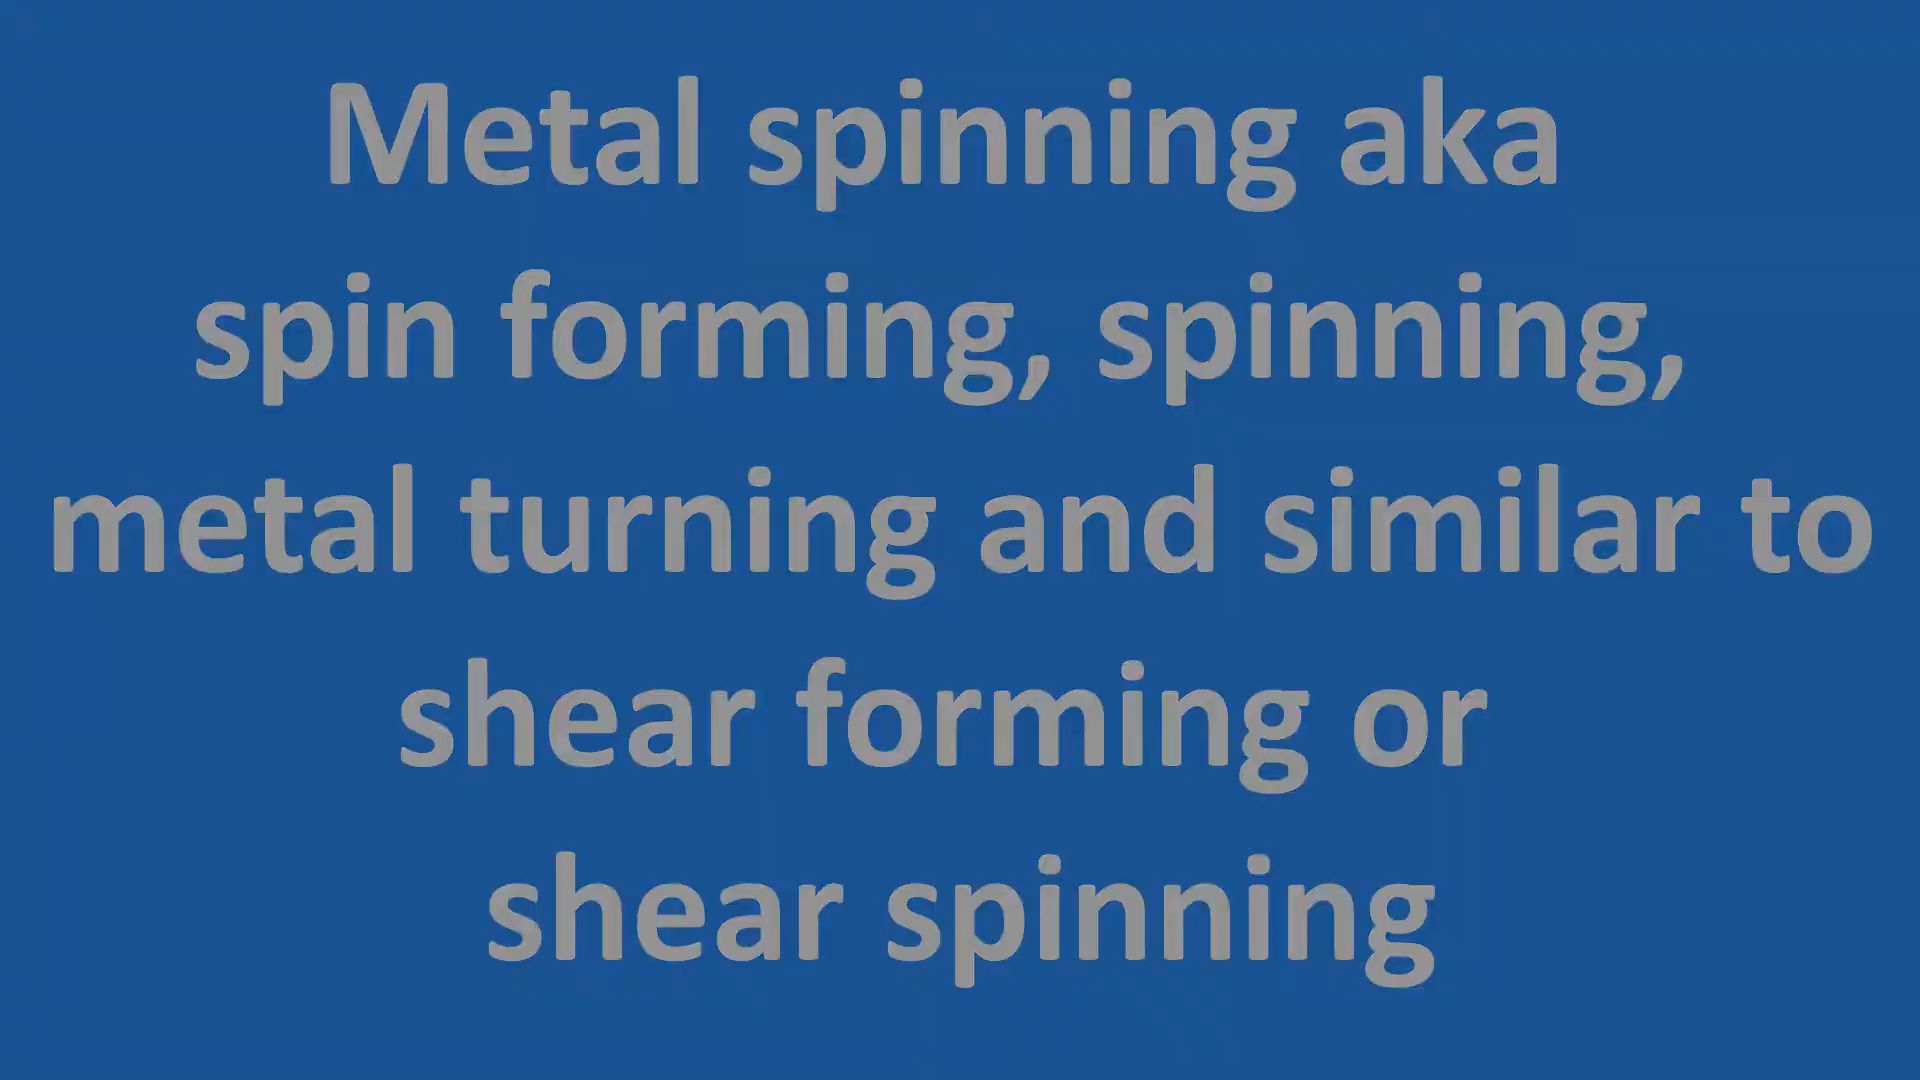 Metal spinning aka
spin forming, spinning,
metal turning and similar to
shear forming or
shear spinning